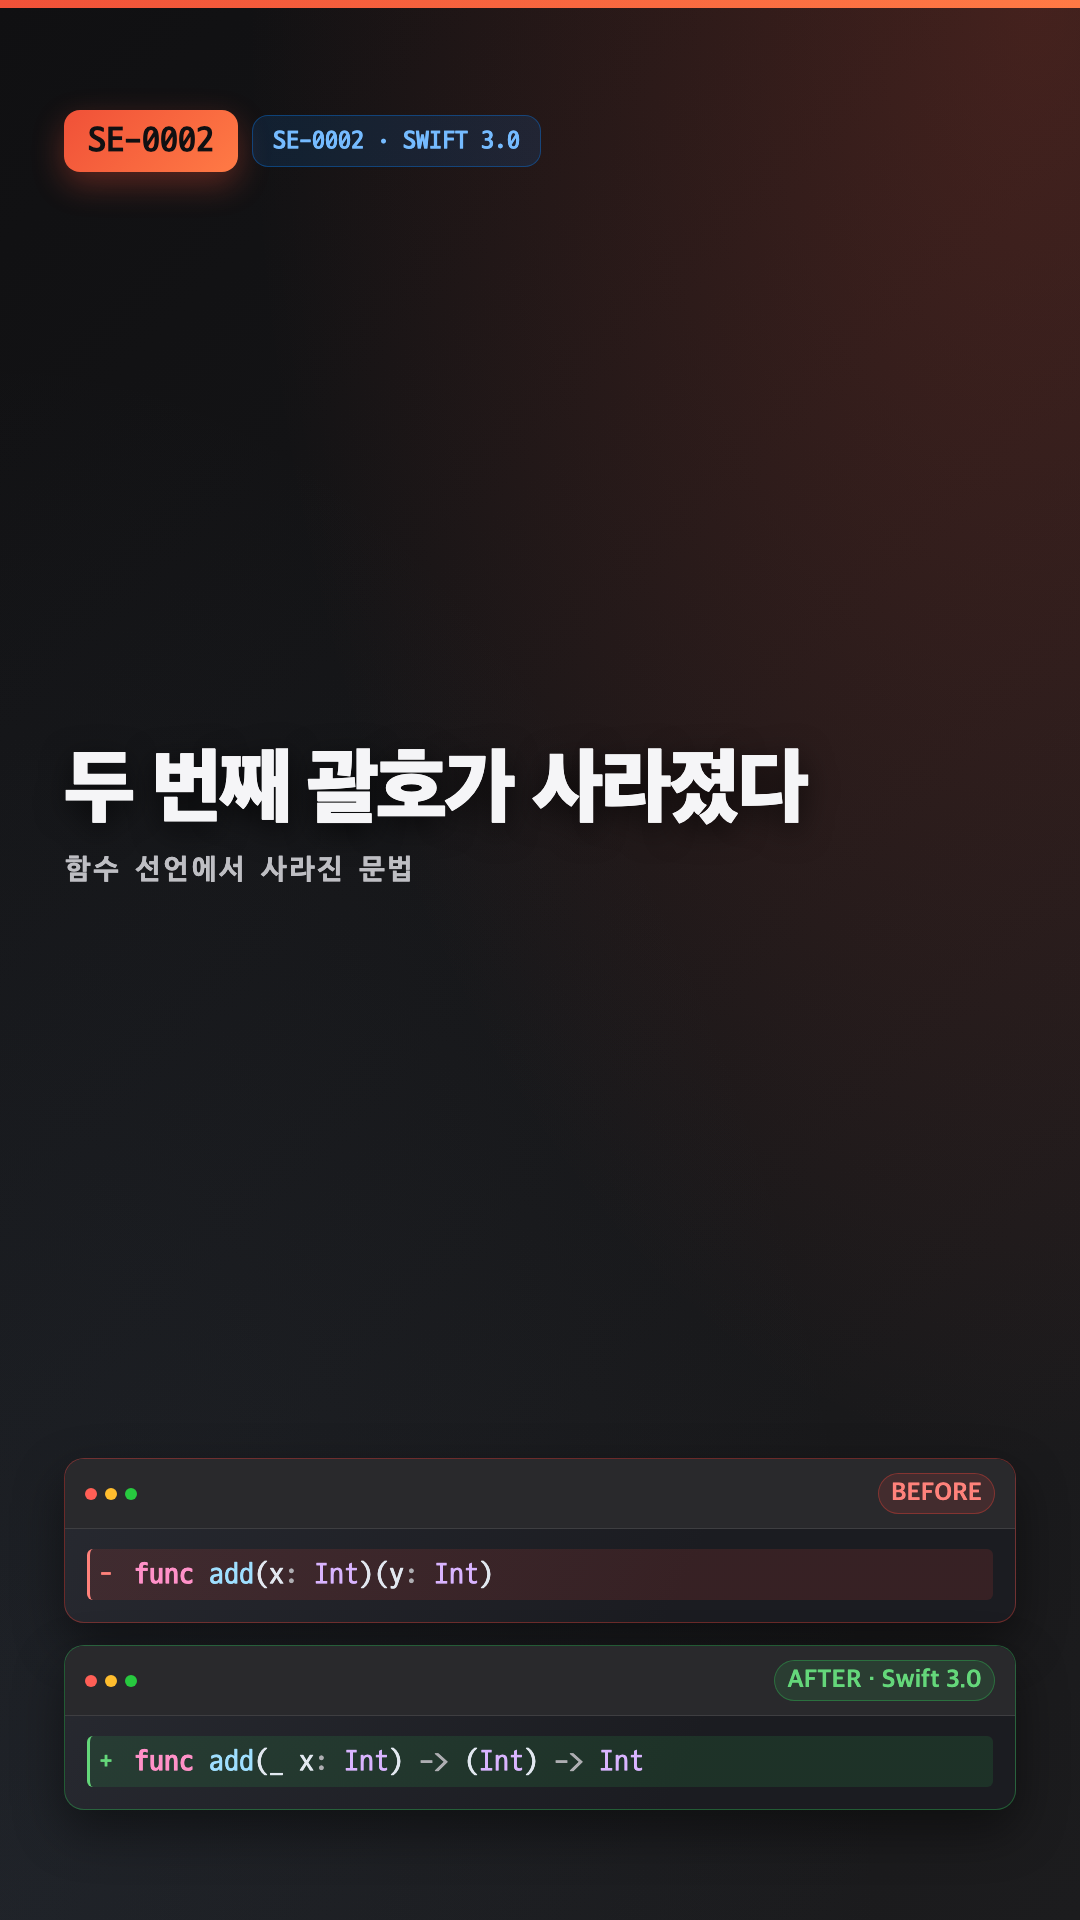 SE-0002
SE-0002 · SWIFT 3.0
두 번째 괄호가 사라졌다
함수 선언에서 사라진 문법
BEFORE
- func add(x: Int)(y: Int)
AFTER · Swift 3.0
+ func add(_ x: Int) -> (Int) -> Int